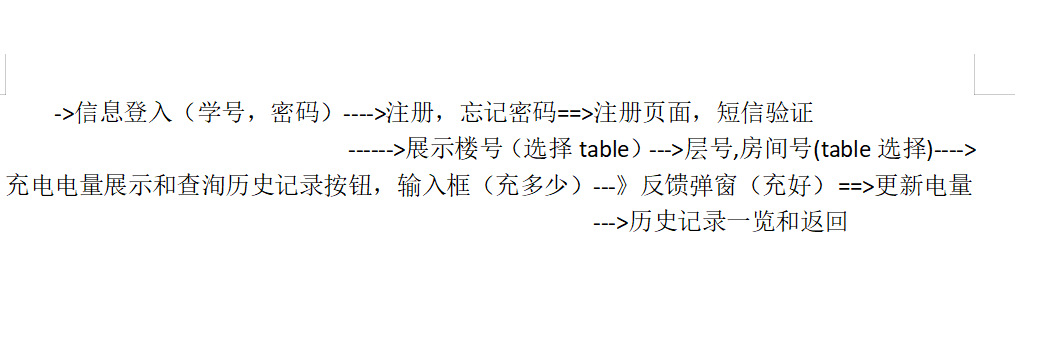 ->信息登入（学号，密码）---->注册，忘记密码==>注册页面，短信验证
------>展示楼号（选择 table）--->层号,房间号(table 选择)---->
充电电量展示和查询历史记录按钮，输入框（充多少）---》反馈弹窗（充好）==>更新电量
--->历史记录一览和返回